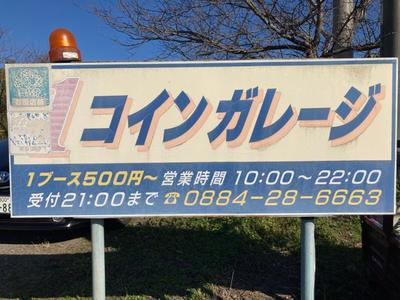 1 コインガレージ
1ブース500円～ 営業時間 10:00～22:00
受付21:00まで ☎0884-28-6663